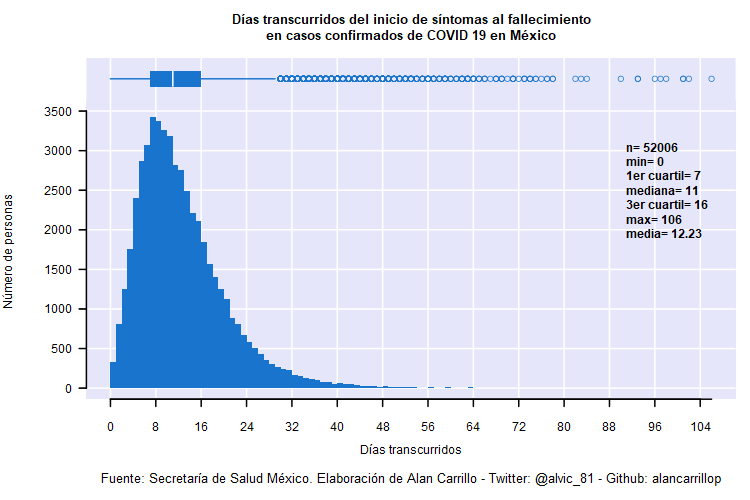 Días transcurridos del inicio de síntomas al fallecimiento
en casos confirmados de COVID 19 en México
3500
3000
2500
2000
1500
1000
500
0
Número de personas
n= 52006
min= 0
1er cuartil= 7
mediana= 11
3er cuartil= 16
max= 106
media= 12.23
0 8 16 24 32 40 48 56 64 72 80 88 96 104
Días transcurridos
Fuente: Secretaría de Salud México. Elaboración de Alan Carrillo - Twitter: @alvic_81 - Github: alancarrillop